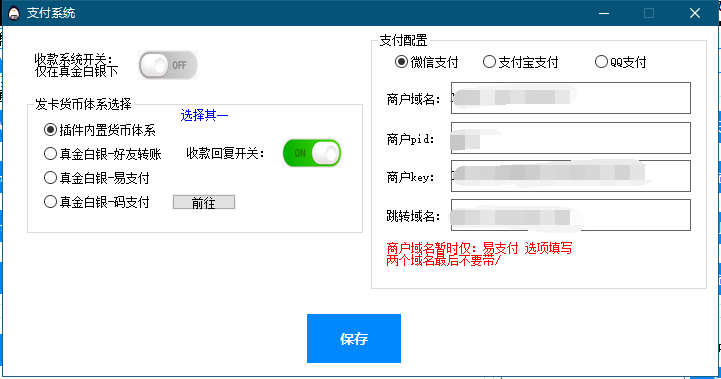 支付系统
收款系统开关：
仅在真金白银下
OFF
发卡货币体系选择
选择其一
插件内置货币体系
真金白银-好友转账
收款回复开关：
ON
真金白银-易支付
真金白银-码支付
前往
支付配置
微信支付
支付宝支付
QQ支付
商户域名：
商户pid：
商户key：
跳转域名：
商户域名暂时仅：易支付 选项填写
两个域名最后不要带/
保存